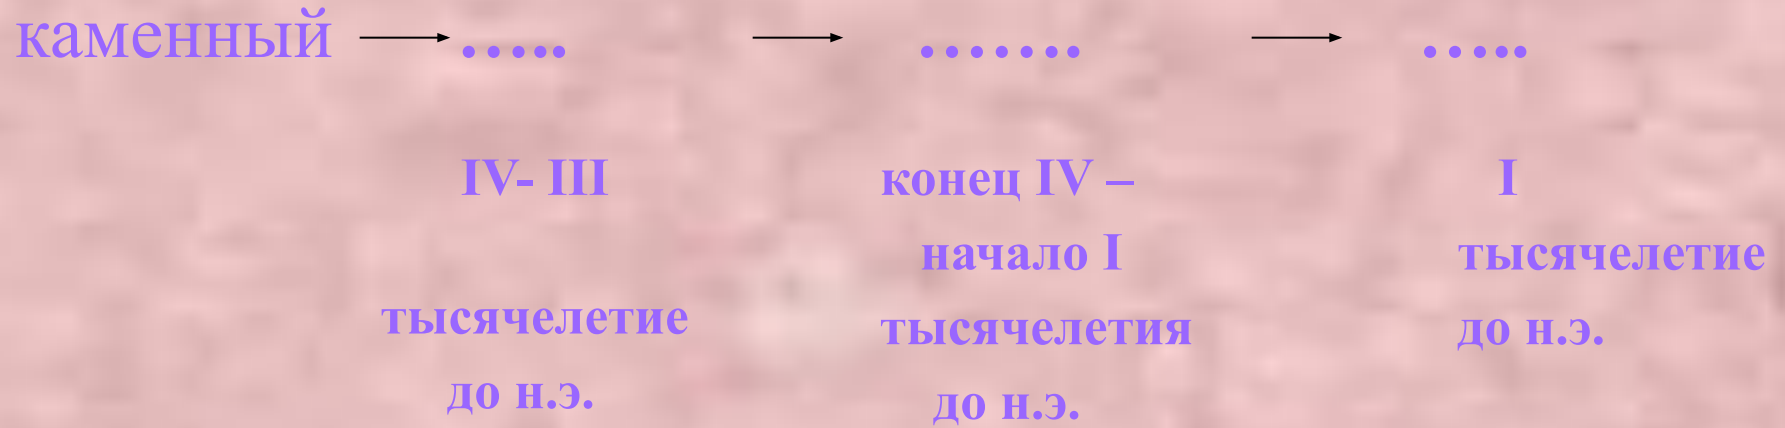 каменный ..... ....... .....
IV- III
тысячелетие
до н.э.
конец IV –
начало I
тысячелетия
до н.э.
I
тысячелетие
до н.э.